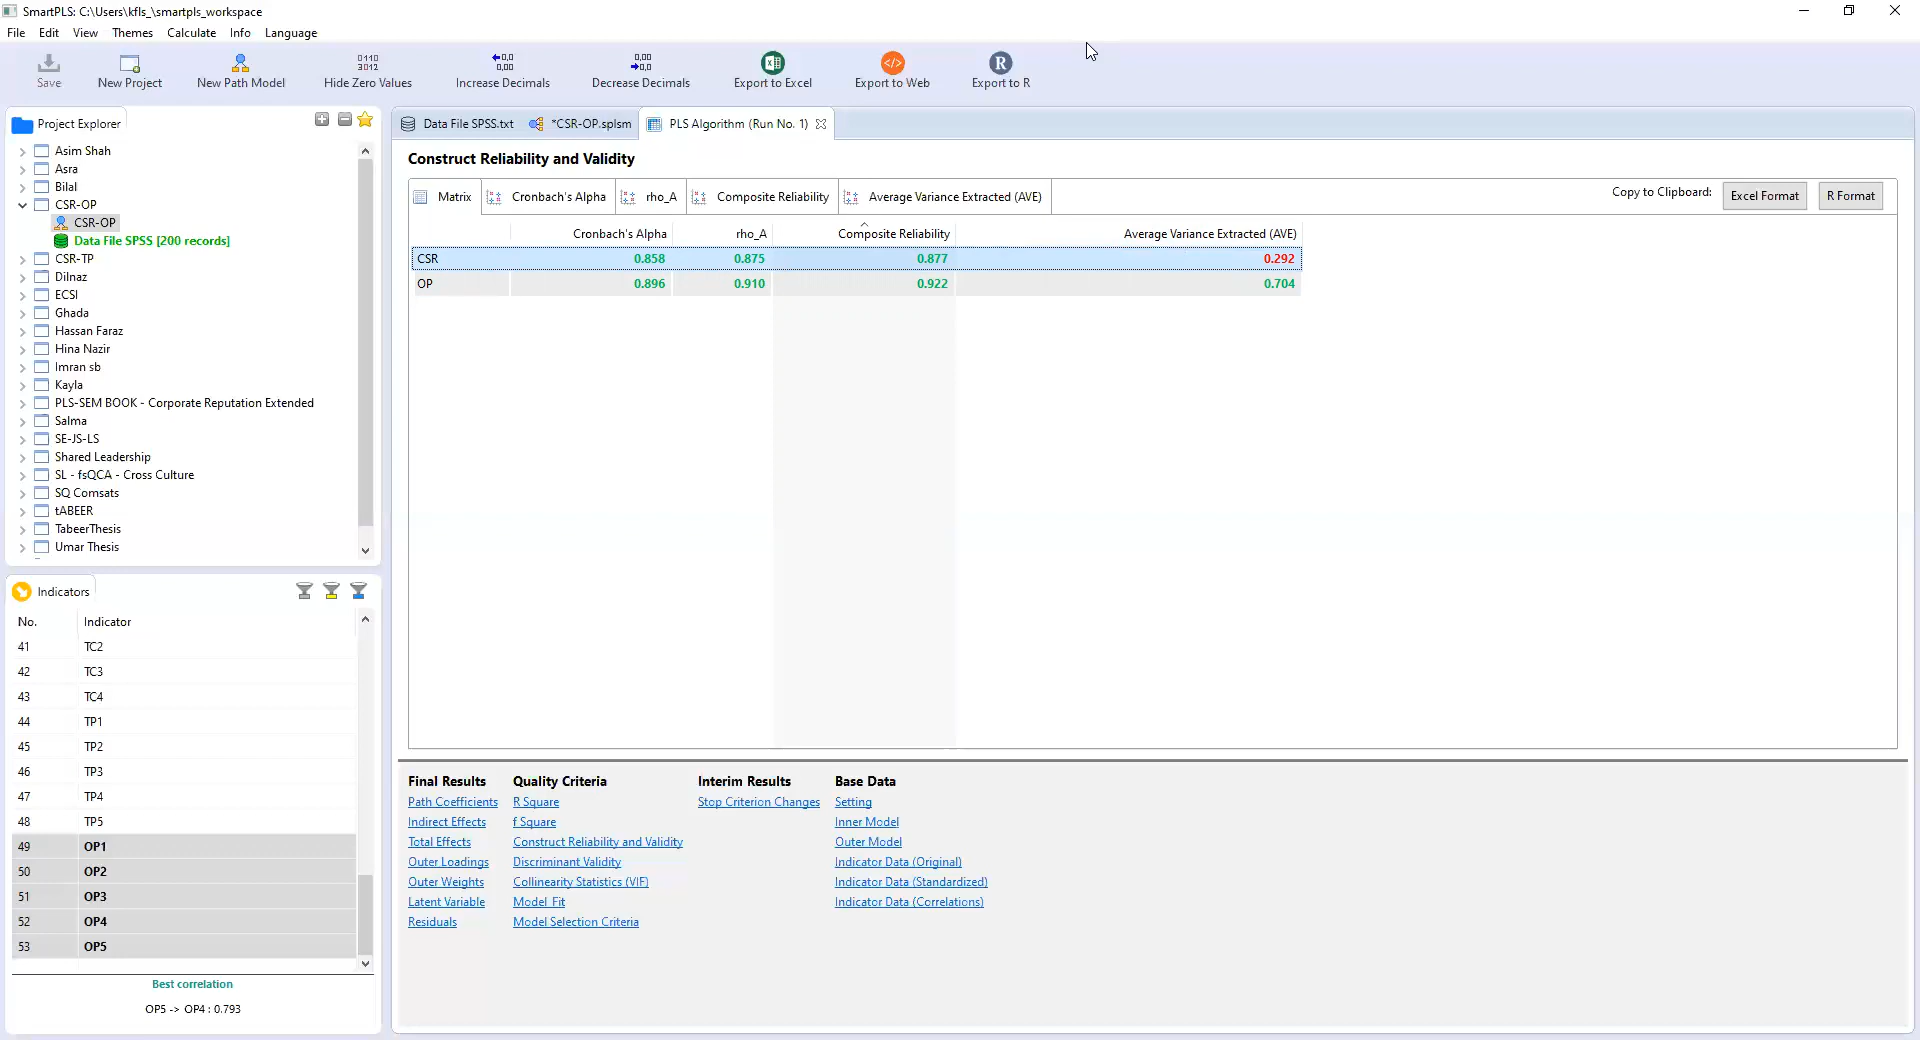 SmartPLS: C:\Users\kfls_\smartpls_workspace
File Edit View Themes Calculate Info Language
Save New Project New Path Model Hide Zero Values Increase Decimals Decrease Decimals Export to Excel Export to Web Export to R
Project Explorer
Asim Shah
Asra
Bilal
CSR-OP
CSR-OP
Data File SPSS [200 records]
CSR-TP
Dilnaz
ECSI
Ghada
Hassan Faraz
Hina Nazir
Imran sb
Kayla
PLS-SEM BOOK - Corporate Reputation Extended
Salma
SE-JS-LS
Shared Leadership
SL - fsQCA - Cross Culture
SQ Comsats
tABEER
TabeerThesis
Umar Thesis
Indicators
No. Indicator
41 TC2
42 TC3
43 TC4
44 TP1
45 TP2
46 TP3
47 TP4
48 TP5
49 OP1
50 OP2
51 OP3
52 OP4
53 OP5
Best correlation
OP5 -> OP4 : 0.793
Data File SPSS.txt *CSR-OP.splsm PLS Algorithm (Run No. 1)
Construct Reliability and Validity
Matrix Cronbach's Alpha rho_A Composite Reliability Average Variance Extracted (AVE) Copy to Clipboard: Excel Format R Format
Cronbach's Alpha rho_A Composite Reliability Average Variance Extracted (AVE)
CSR 0.858 0.875 0.877 0.292
OP 0.896 0.910 0.922 0.704
Final Results Quality Criteria Interim Results Base Data
Path Coefficients R Square Stop Criterion Changes Setting
Indirect Effects f Square Inner Model
Total Effects Construct Reliability and Validity Outer Model
Outer Loadings Discriminant Validity Indicator Data (Original)
Outer Weights Collinearity Statistics (VIF) Indicator Data (Standardized)
Latent Variable Model_Fit Indicator Data (Correlations)
Residuals Model Selection Criteria